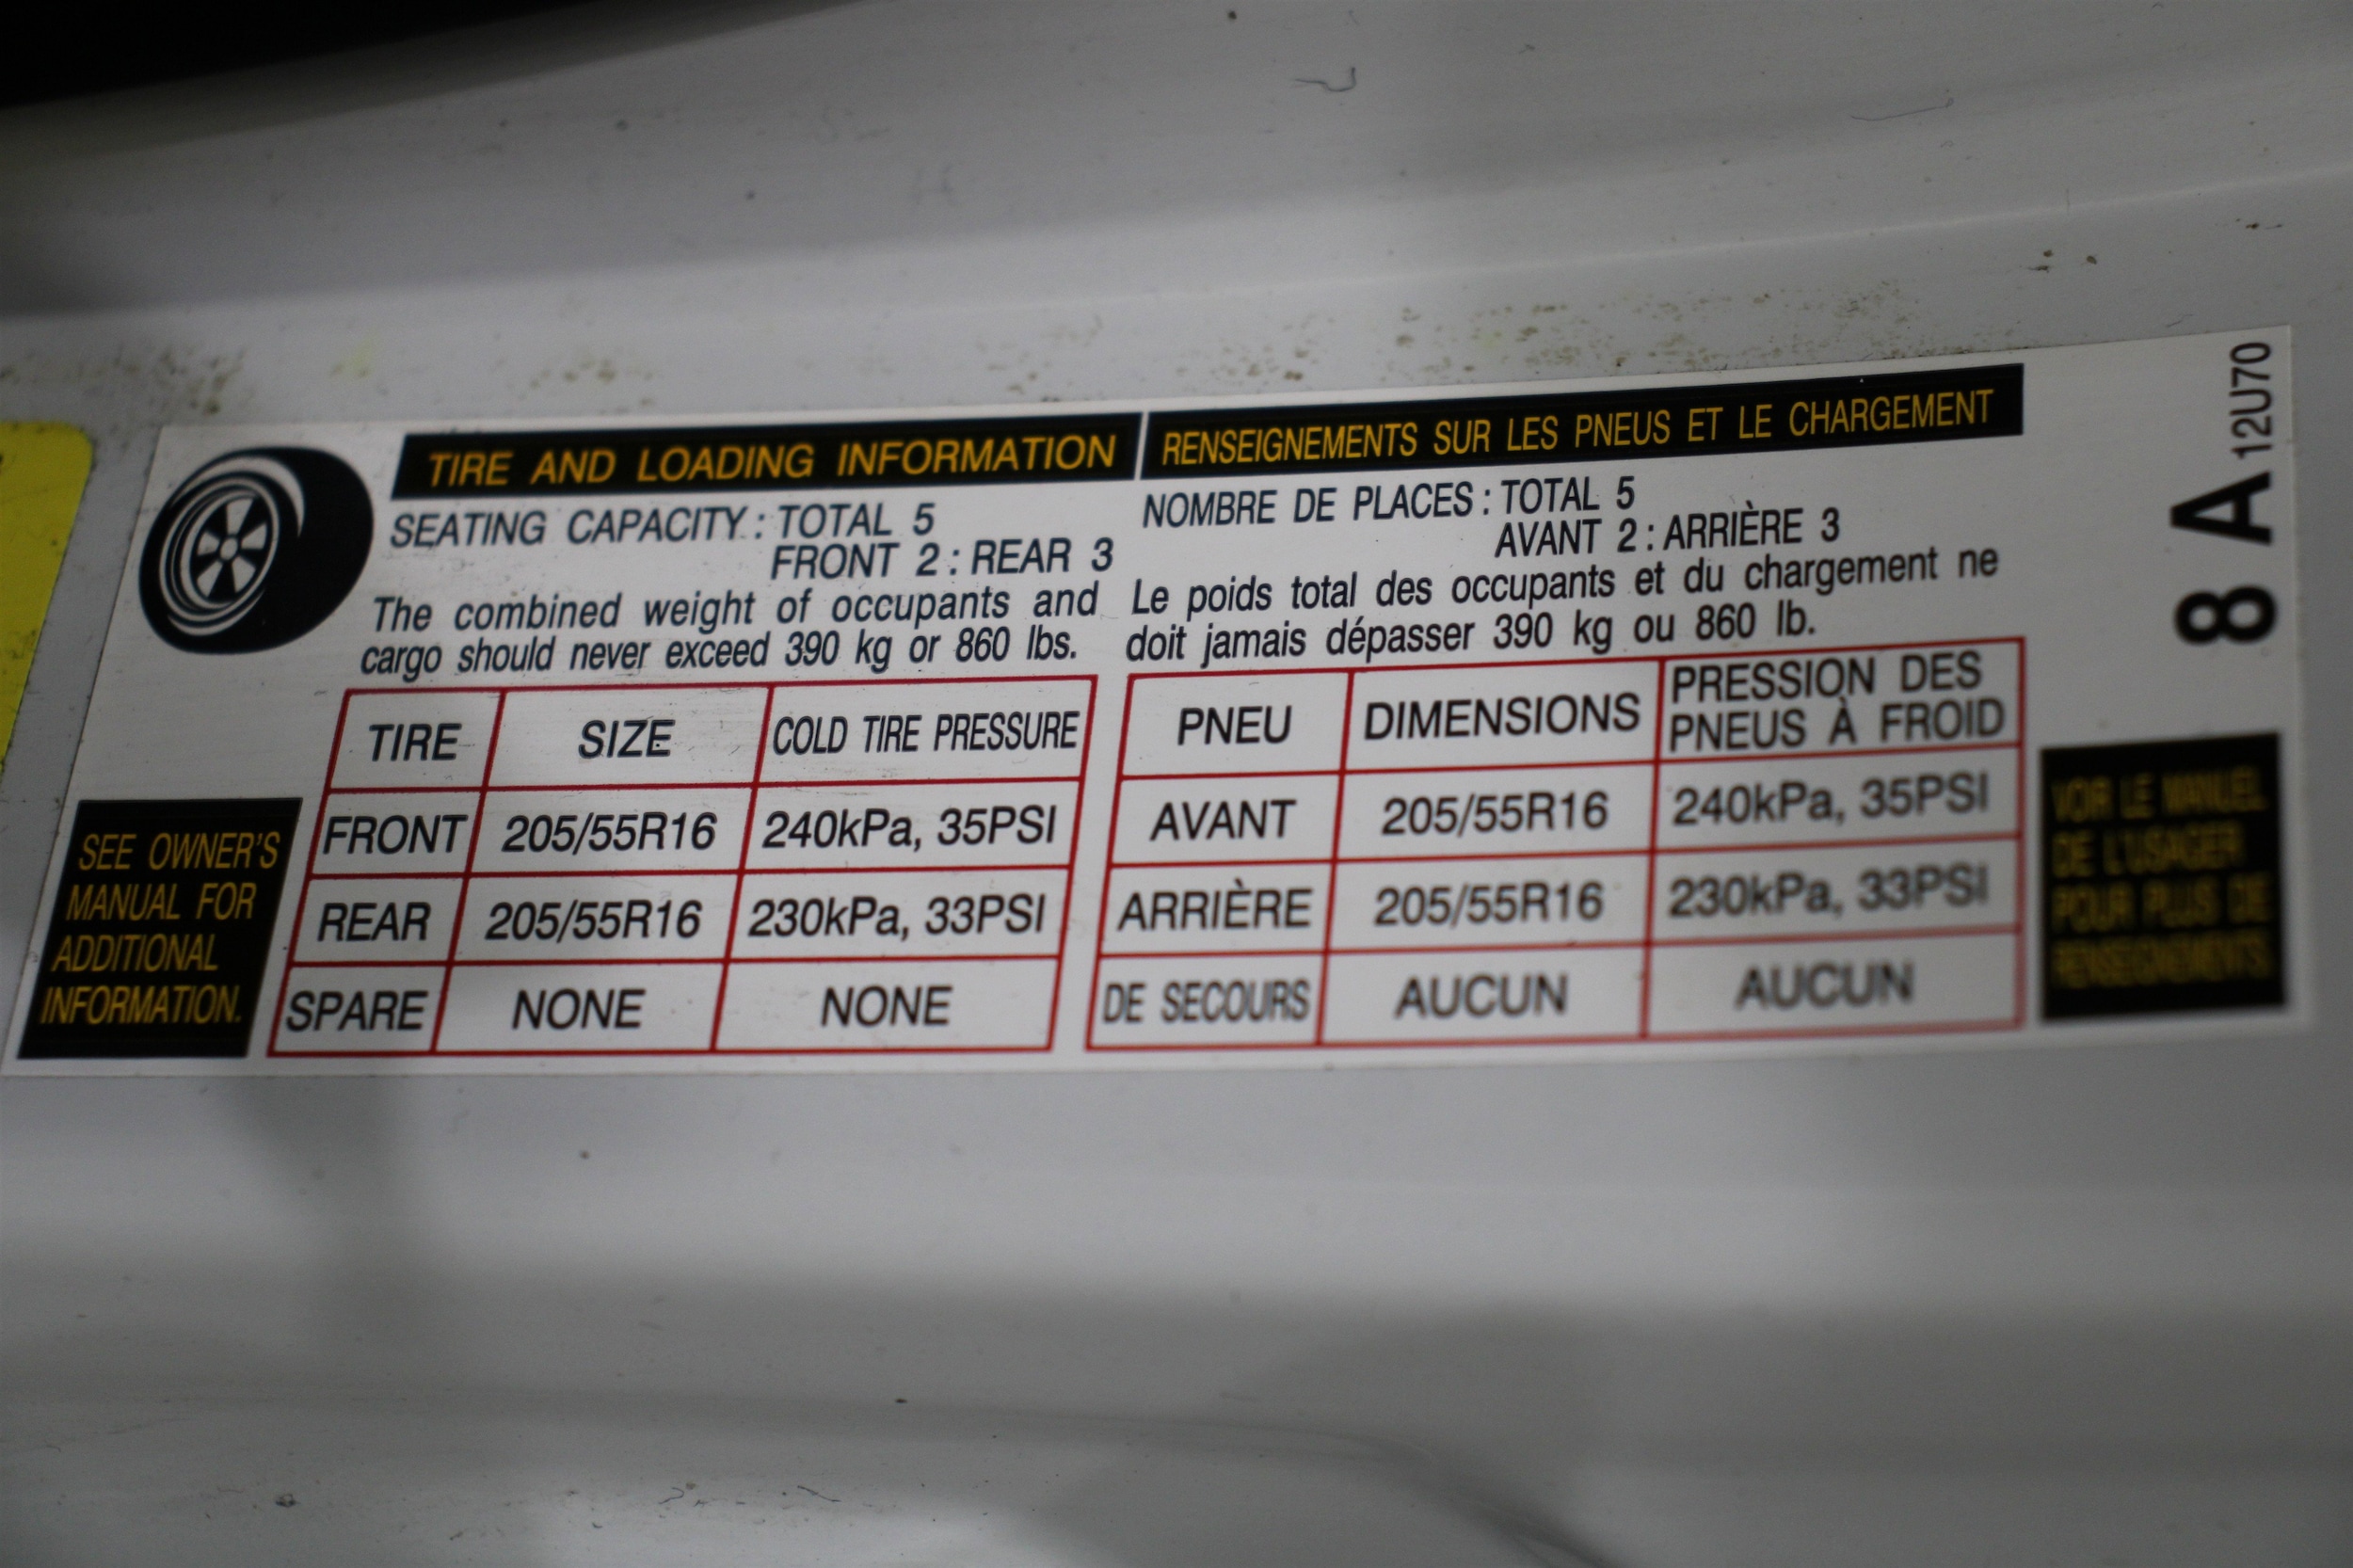 TIRE AND LOADING INFORMATION
SEATING CAPACITY : TOTAL 5
FRONT 2 : REAR 3
The combined weight of occupants and
cargo should never exceed 390 kg or 860 lbs.
TIRE SIZE COLD TIRE PRESSURE
FRONT 205/55R16 240kPa, 35PSI
REAR 205/55R16 230kPa, 33PSI
SPARE NONE NONE
SEE OWNER'S
MANUAL FOR
ADDITIONAL
INFORMATION.
RENSEIGNEMENTS SUR LES PNEUS ET LE CHARGEMENT
NOMBRE DE PLACES : TOTAL 5
AVANT 2 : ARRIÈRE 3
Le poids total des occupants et du chargement ne
doit jamais dépasser 390 kg ou 860 lb.
PNEU DIMENSIONS PRESSION DES
PNEUS À FROID
AVANT 205/55R16 240kPa, 35PSI
ARRIÈRE 205/55R16 230kPa, 33PSI
DE SECOURS AUCUN AUCUN
VOIR LE MANUEL
DE L'USAGER
POUR PLUS DE
RENSEIGNEMENTS.
8 A 12U70